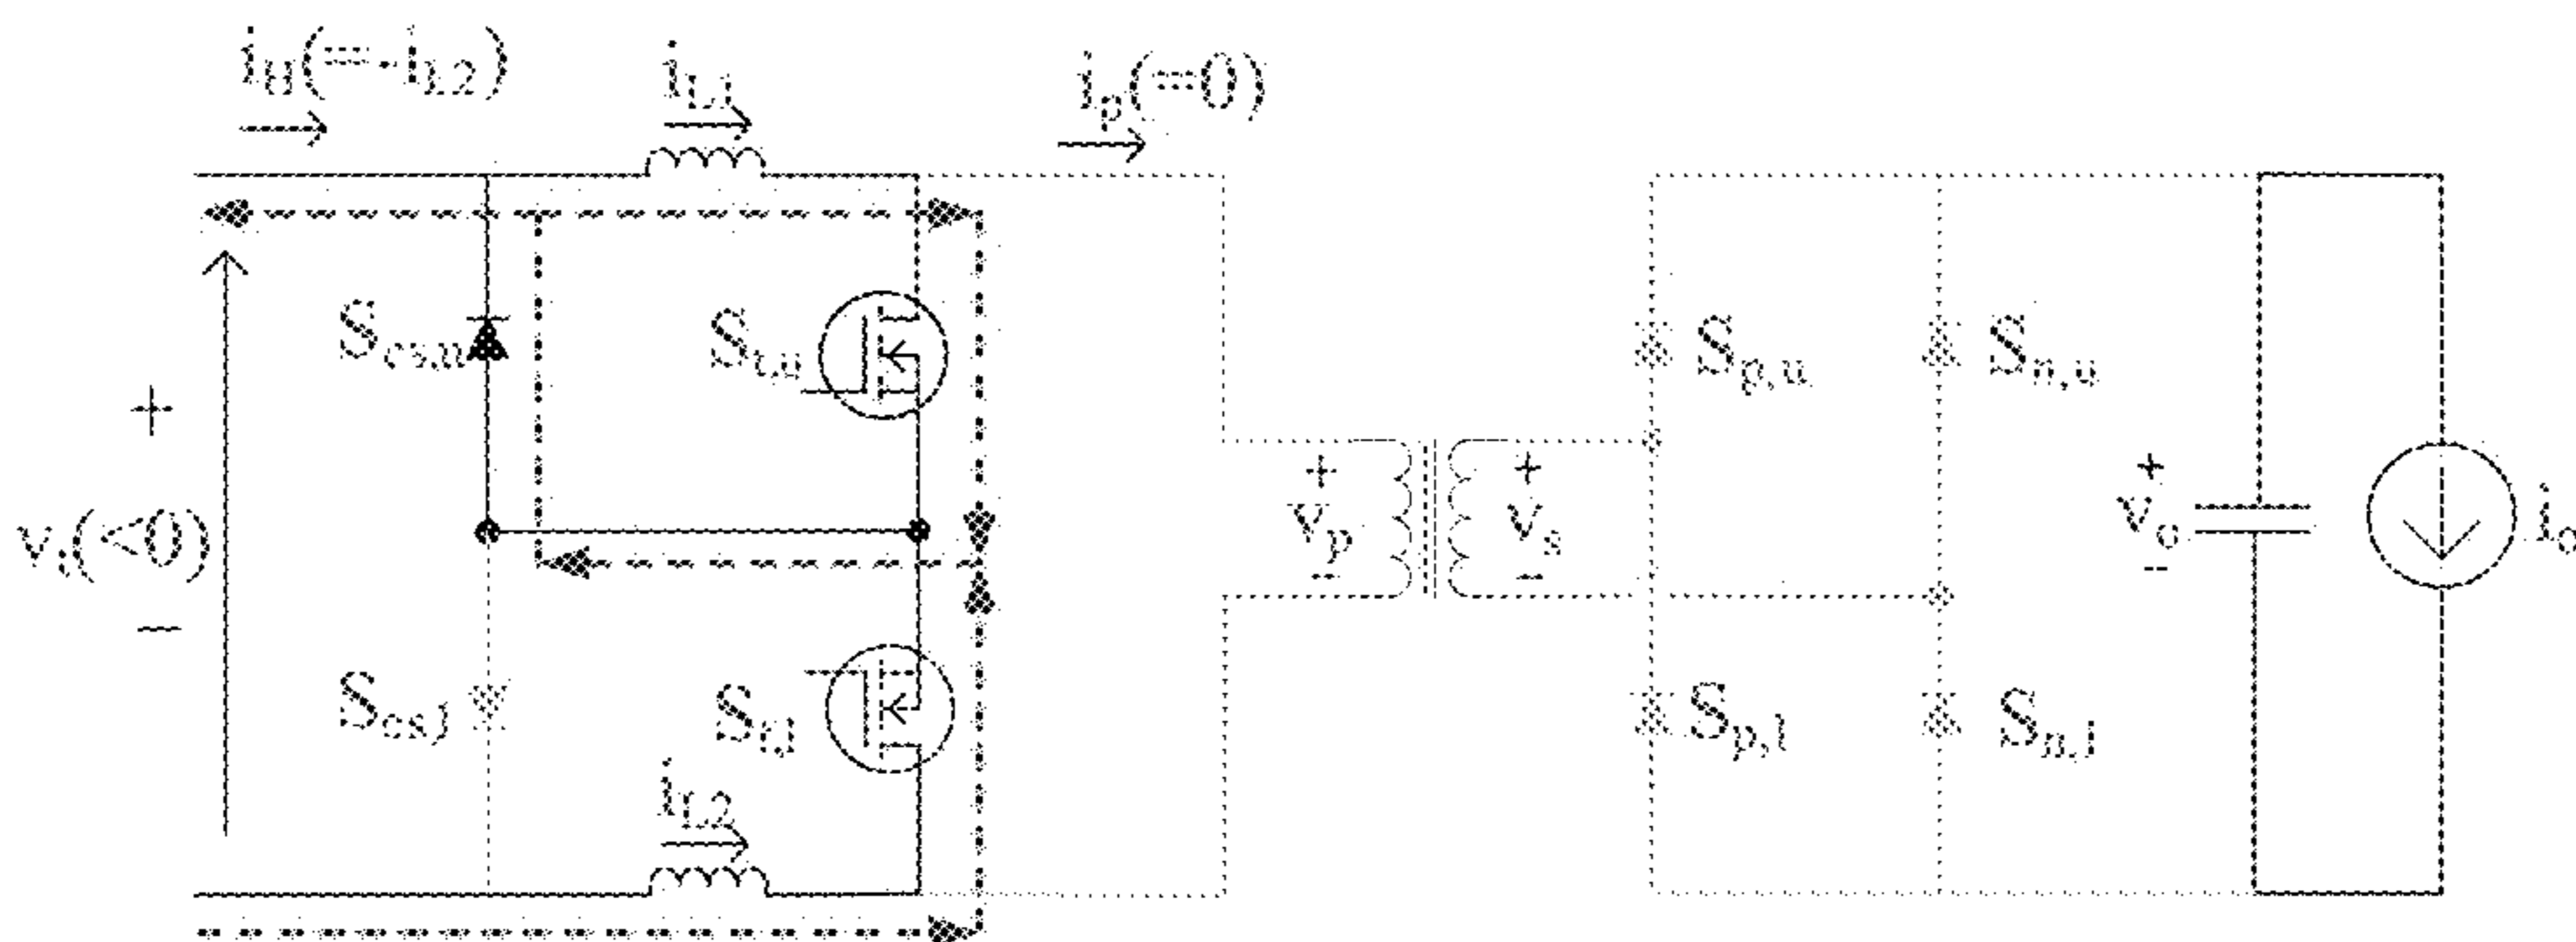 i_H(=-i_L2)
i_L1
i_p(=0)
S_cs,u
S_t,u
S_p,u
S_n,u
+
v_i(<0)
−
+
v_p
−
+
v_s
−
+
v_o
−
i_o
S_cs,l
S_t,l
S_p,l
S_n,l
i_L2